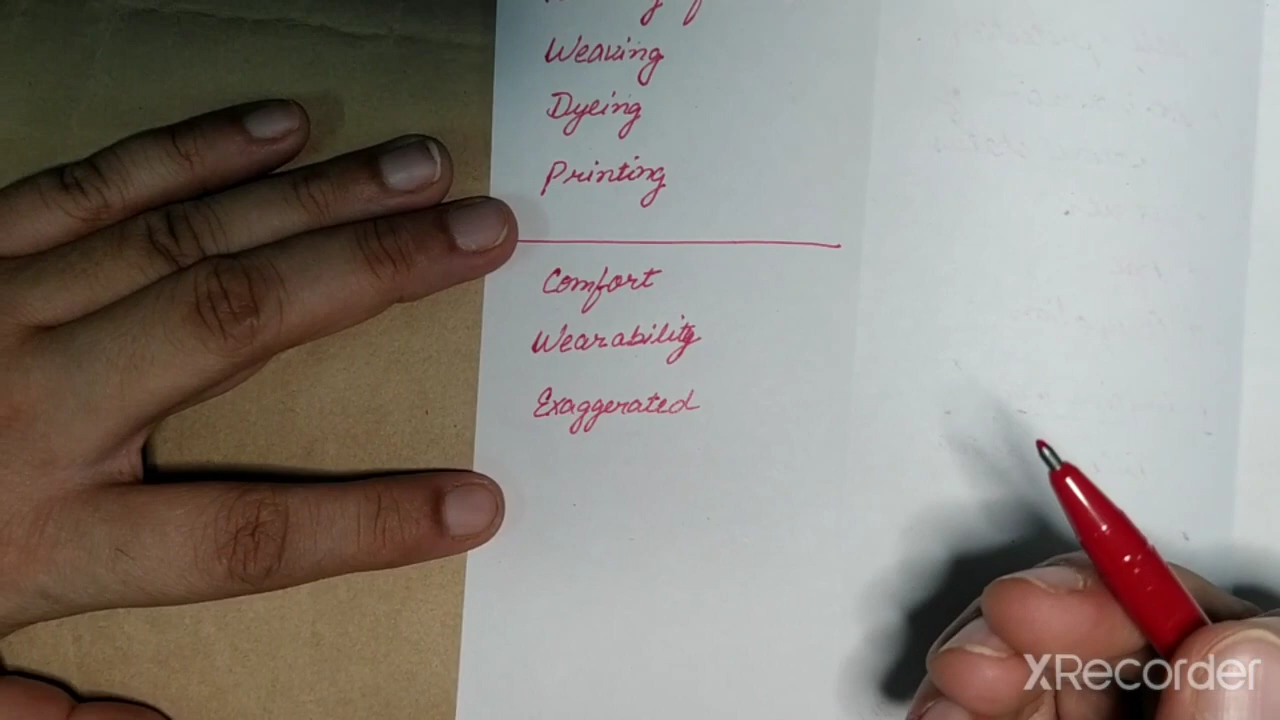 Weaving
Dyeing
Printing
Comfort
Wearability
Exaggerated
XRecorder